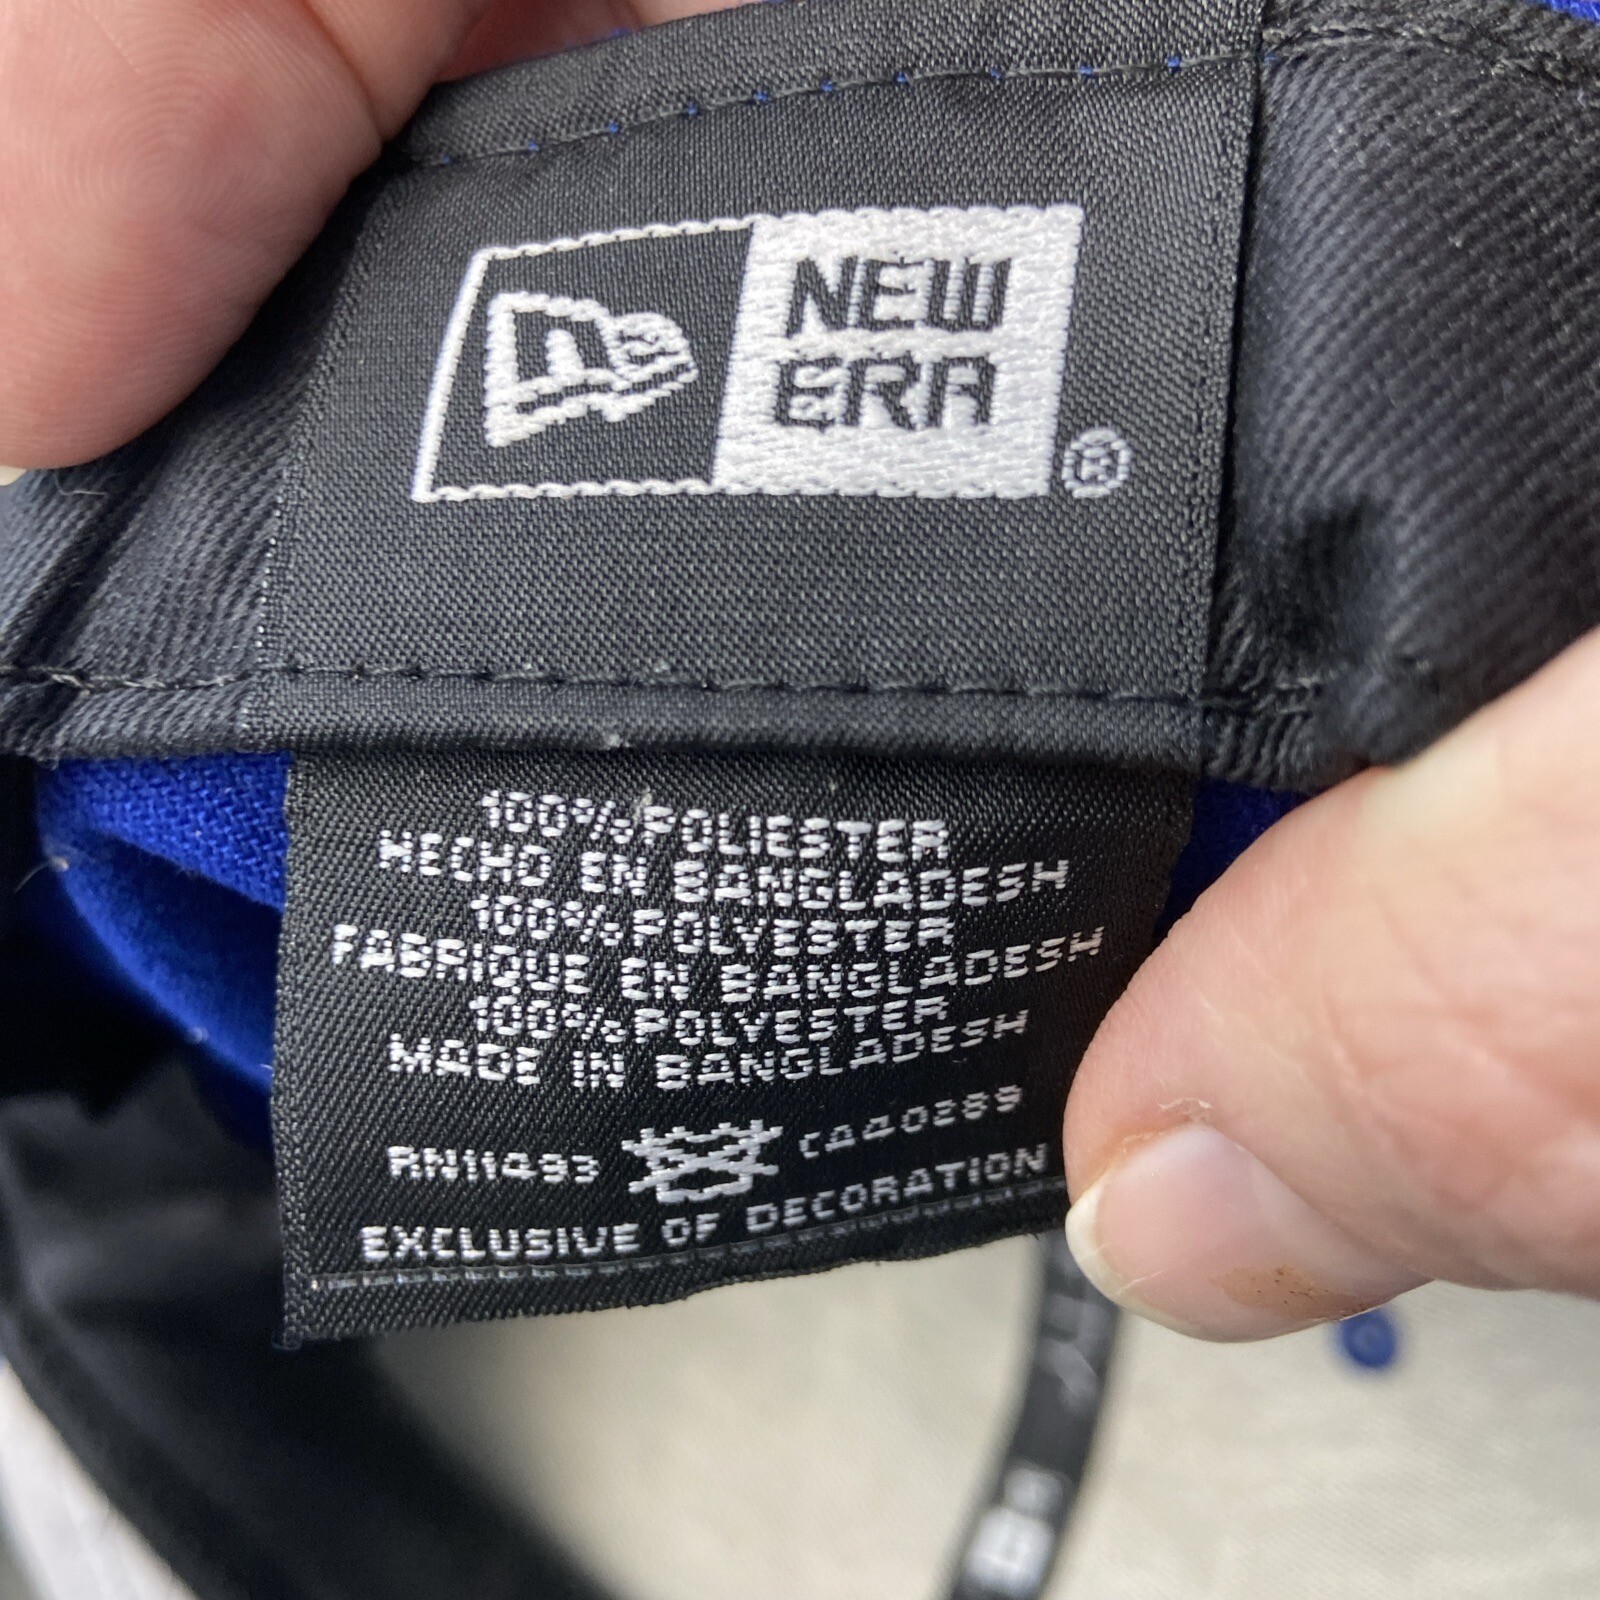 NEW
ERA
®
100% POLIESTER
HECHO EN BANGLADESH
100% POLYESTER
FABRIQUE EN BANGLADESH
100% POLYESTER
MADE IN BANGLADESH
RN11493 CA40289
EXCLUSIVE OF DECORATION